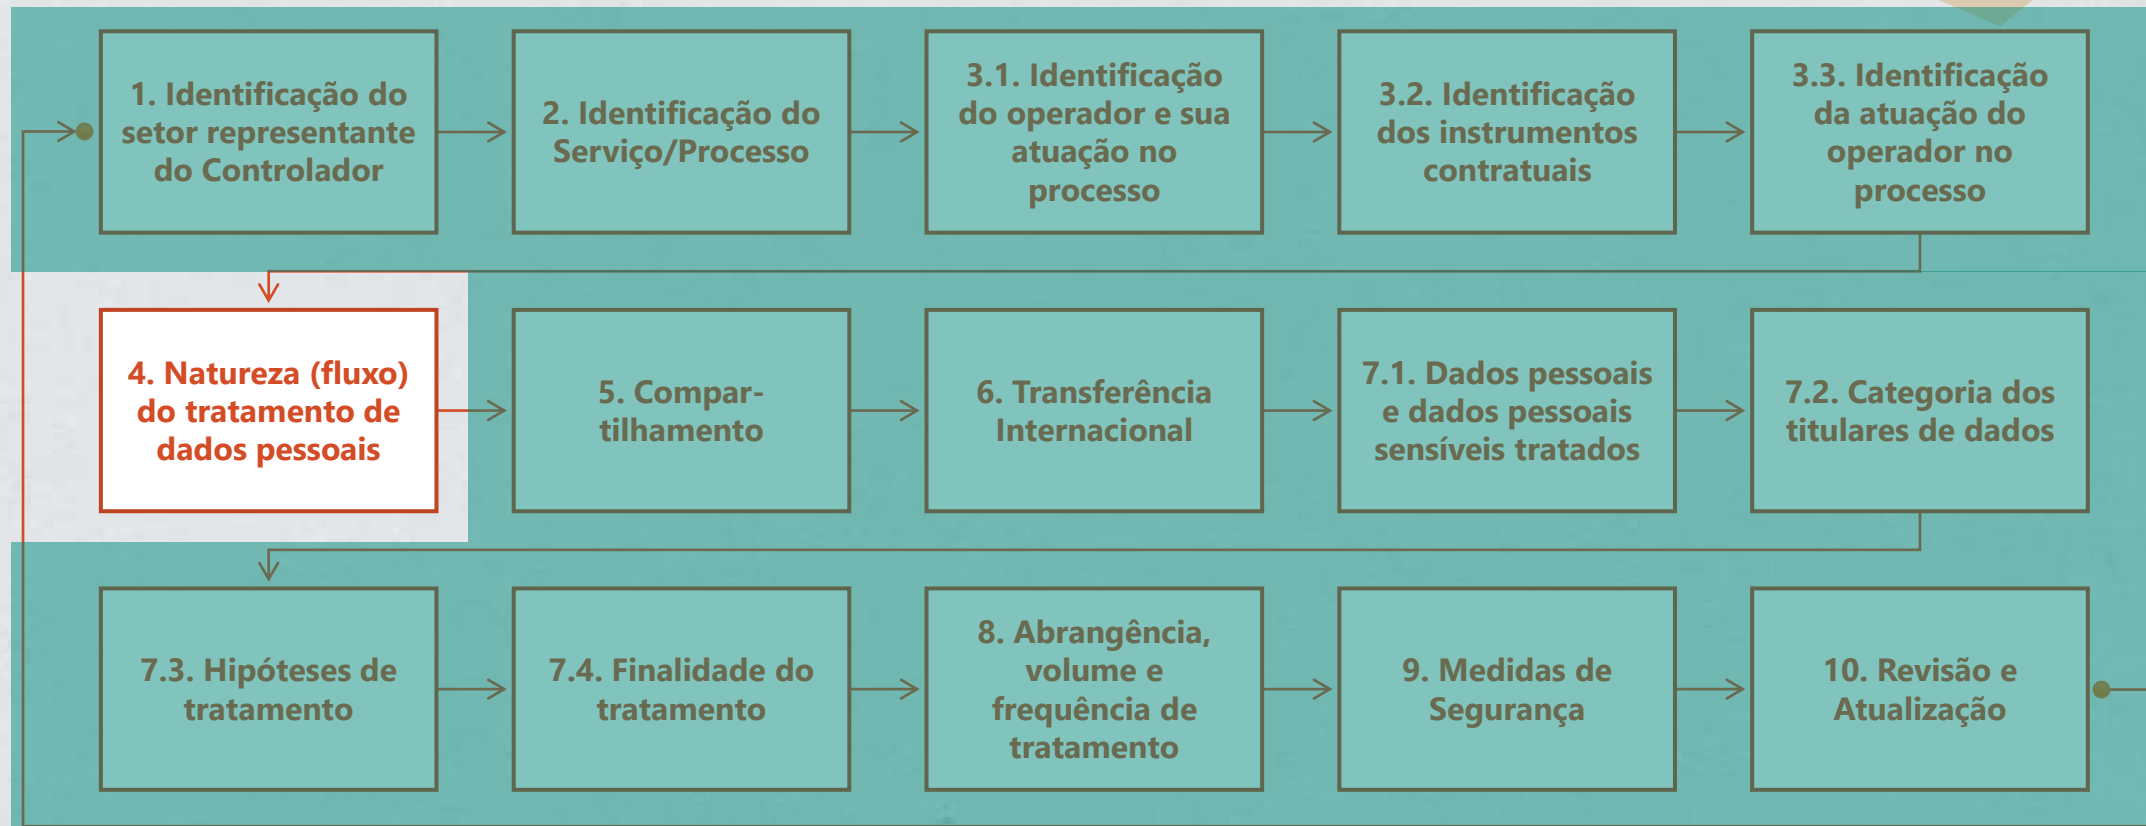 1. Identificação do
setor representante
do Controlador
2. Identificação do
Serviço/Processo
3.1. Identificação
do operador e sua
atuação no
processo
3.2. Identificação
dos instrumentos
contratuais
3.3. Identificação
da atuação do
operador no
processo
4. Natureza (fluxo)
do tratamento de
dados pessoais
5. Compar-
tilhamento
6. Transferência
Internacional
7.1. Dados pessoais
e dados pessoais
sensíveis tratados
7.2. Categoria dos
titulares de dados
7.3. Hipóteses de
tratamento
7.4. Finalidade do
tratamento
8. Abrangência,
volume e
frequência de
tratamento
9. Medidas de
Segurança
10. Revisão e
Atualização